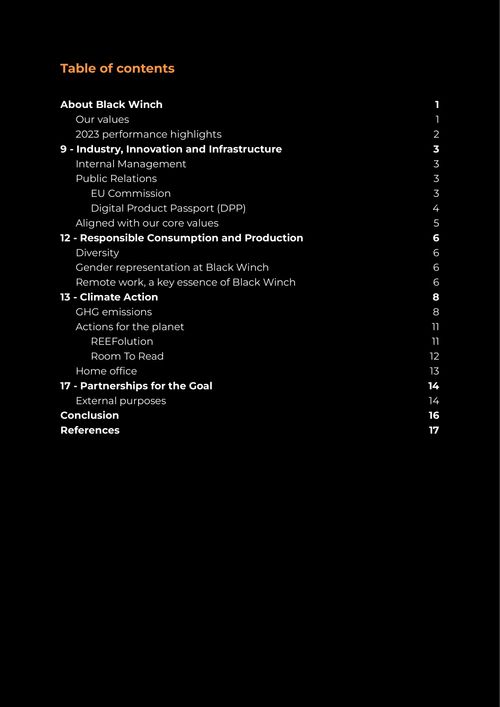 Table of contents
About Black Winch 1
Our values 1
2023 performance highlights 2
9 - Industry, Innovation and Infrastructure 3
Internal Management 3
Public Relations 3
EU Commission 3
Digital Product Passport (DPP) 4
Aligned with our core values 5
12 - Responsible Consumption and Production 6
Diversity 6
Gender representation at Black Winch 6
Remote work, a key essence of Black Winch 6
13 - Climate Action 8
GHG emissions 8
Actions for the planet 11
REEFolution 11
Room To Read 12
Home office 13
17 - Partnerships for the Goal 14
External purposes 14
Conclusion 16
References 17